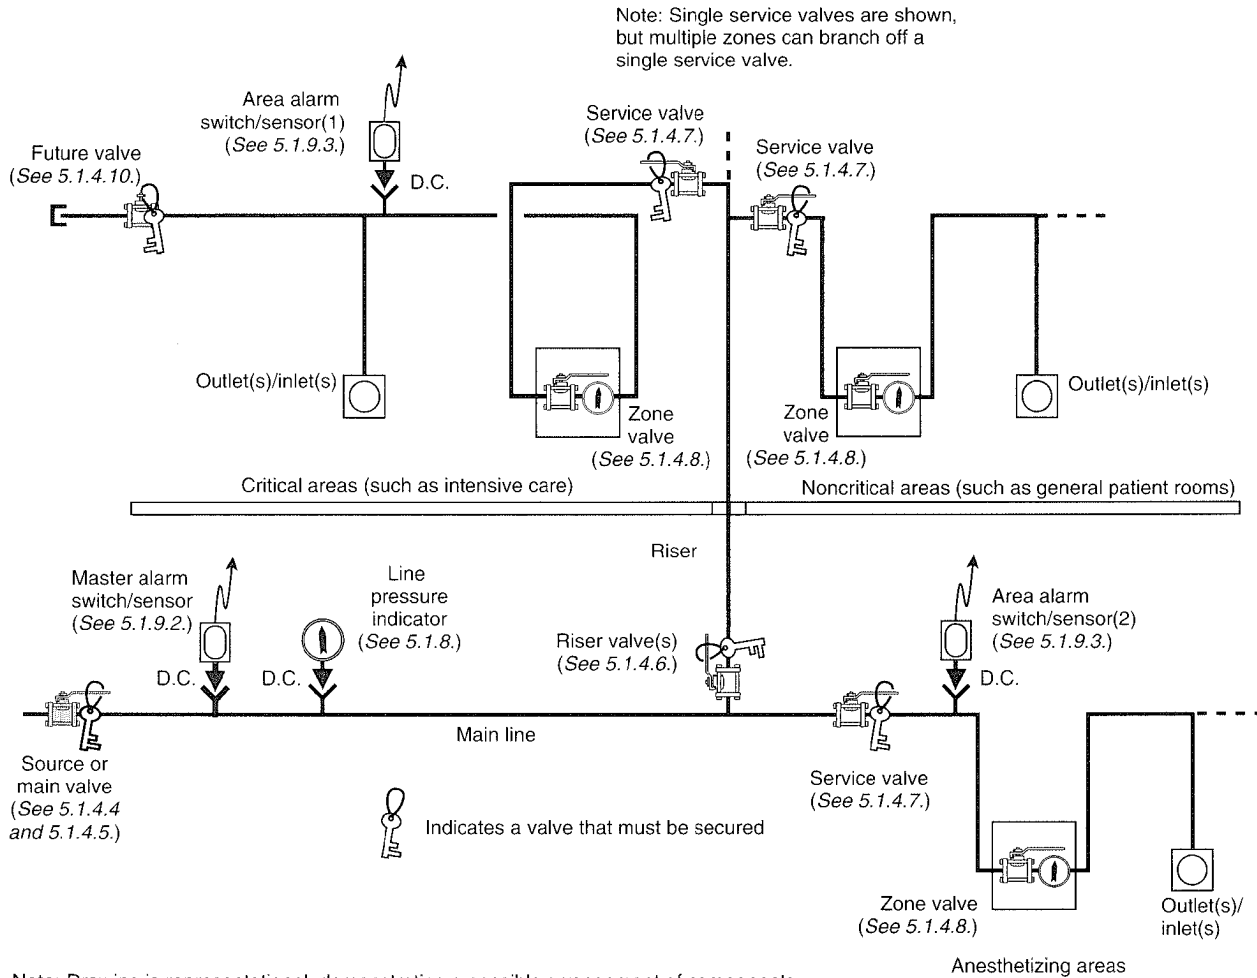 Note: Single service valves are shown,
but multiple zones can branch off a
single service valve.
Area alarm
switch/sensor(1)
(See 5.1.9.3.)
Service valve
(See 5.1.4.7.)
Service valve
(See 5.1.4.7.)
Future valve
(See 5.1.4.10.)
D.C.
Outlet(s)/inlet(s)
Zone
valve
(See 5.1.4.8.)
Zone
valve
(See 5.1.4.8.)
Outlet(s)/inlet(s)
Critical areas (such as intensive care)
Noncritical areas (such as general patient rooms)
Riser
Master alarm
switch/sensor
(See 5.1.9.2.)
Line
pressure
indicator
(See 5.1.8.)
Riser valve(s)
(See 5.1.4.6.)
Area alarm
switch/sensor(2)
(See 5.1.9.3.)
D.C.
D.C.
D.C.
Main line
Source or
main valve
(See 5.1.4.4
and 5.1.4.5.)
Service valve
(See 5.1.4.7.)
Indicates a valve that must be secured
Zone valve
(See 5.1.4.8.)
Outlet(s)/
inlet(s)
Anesthetizing areas